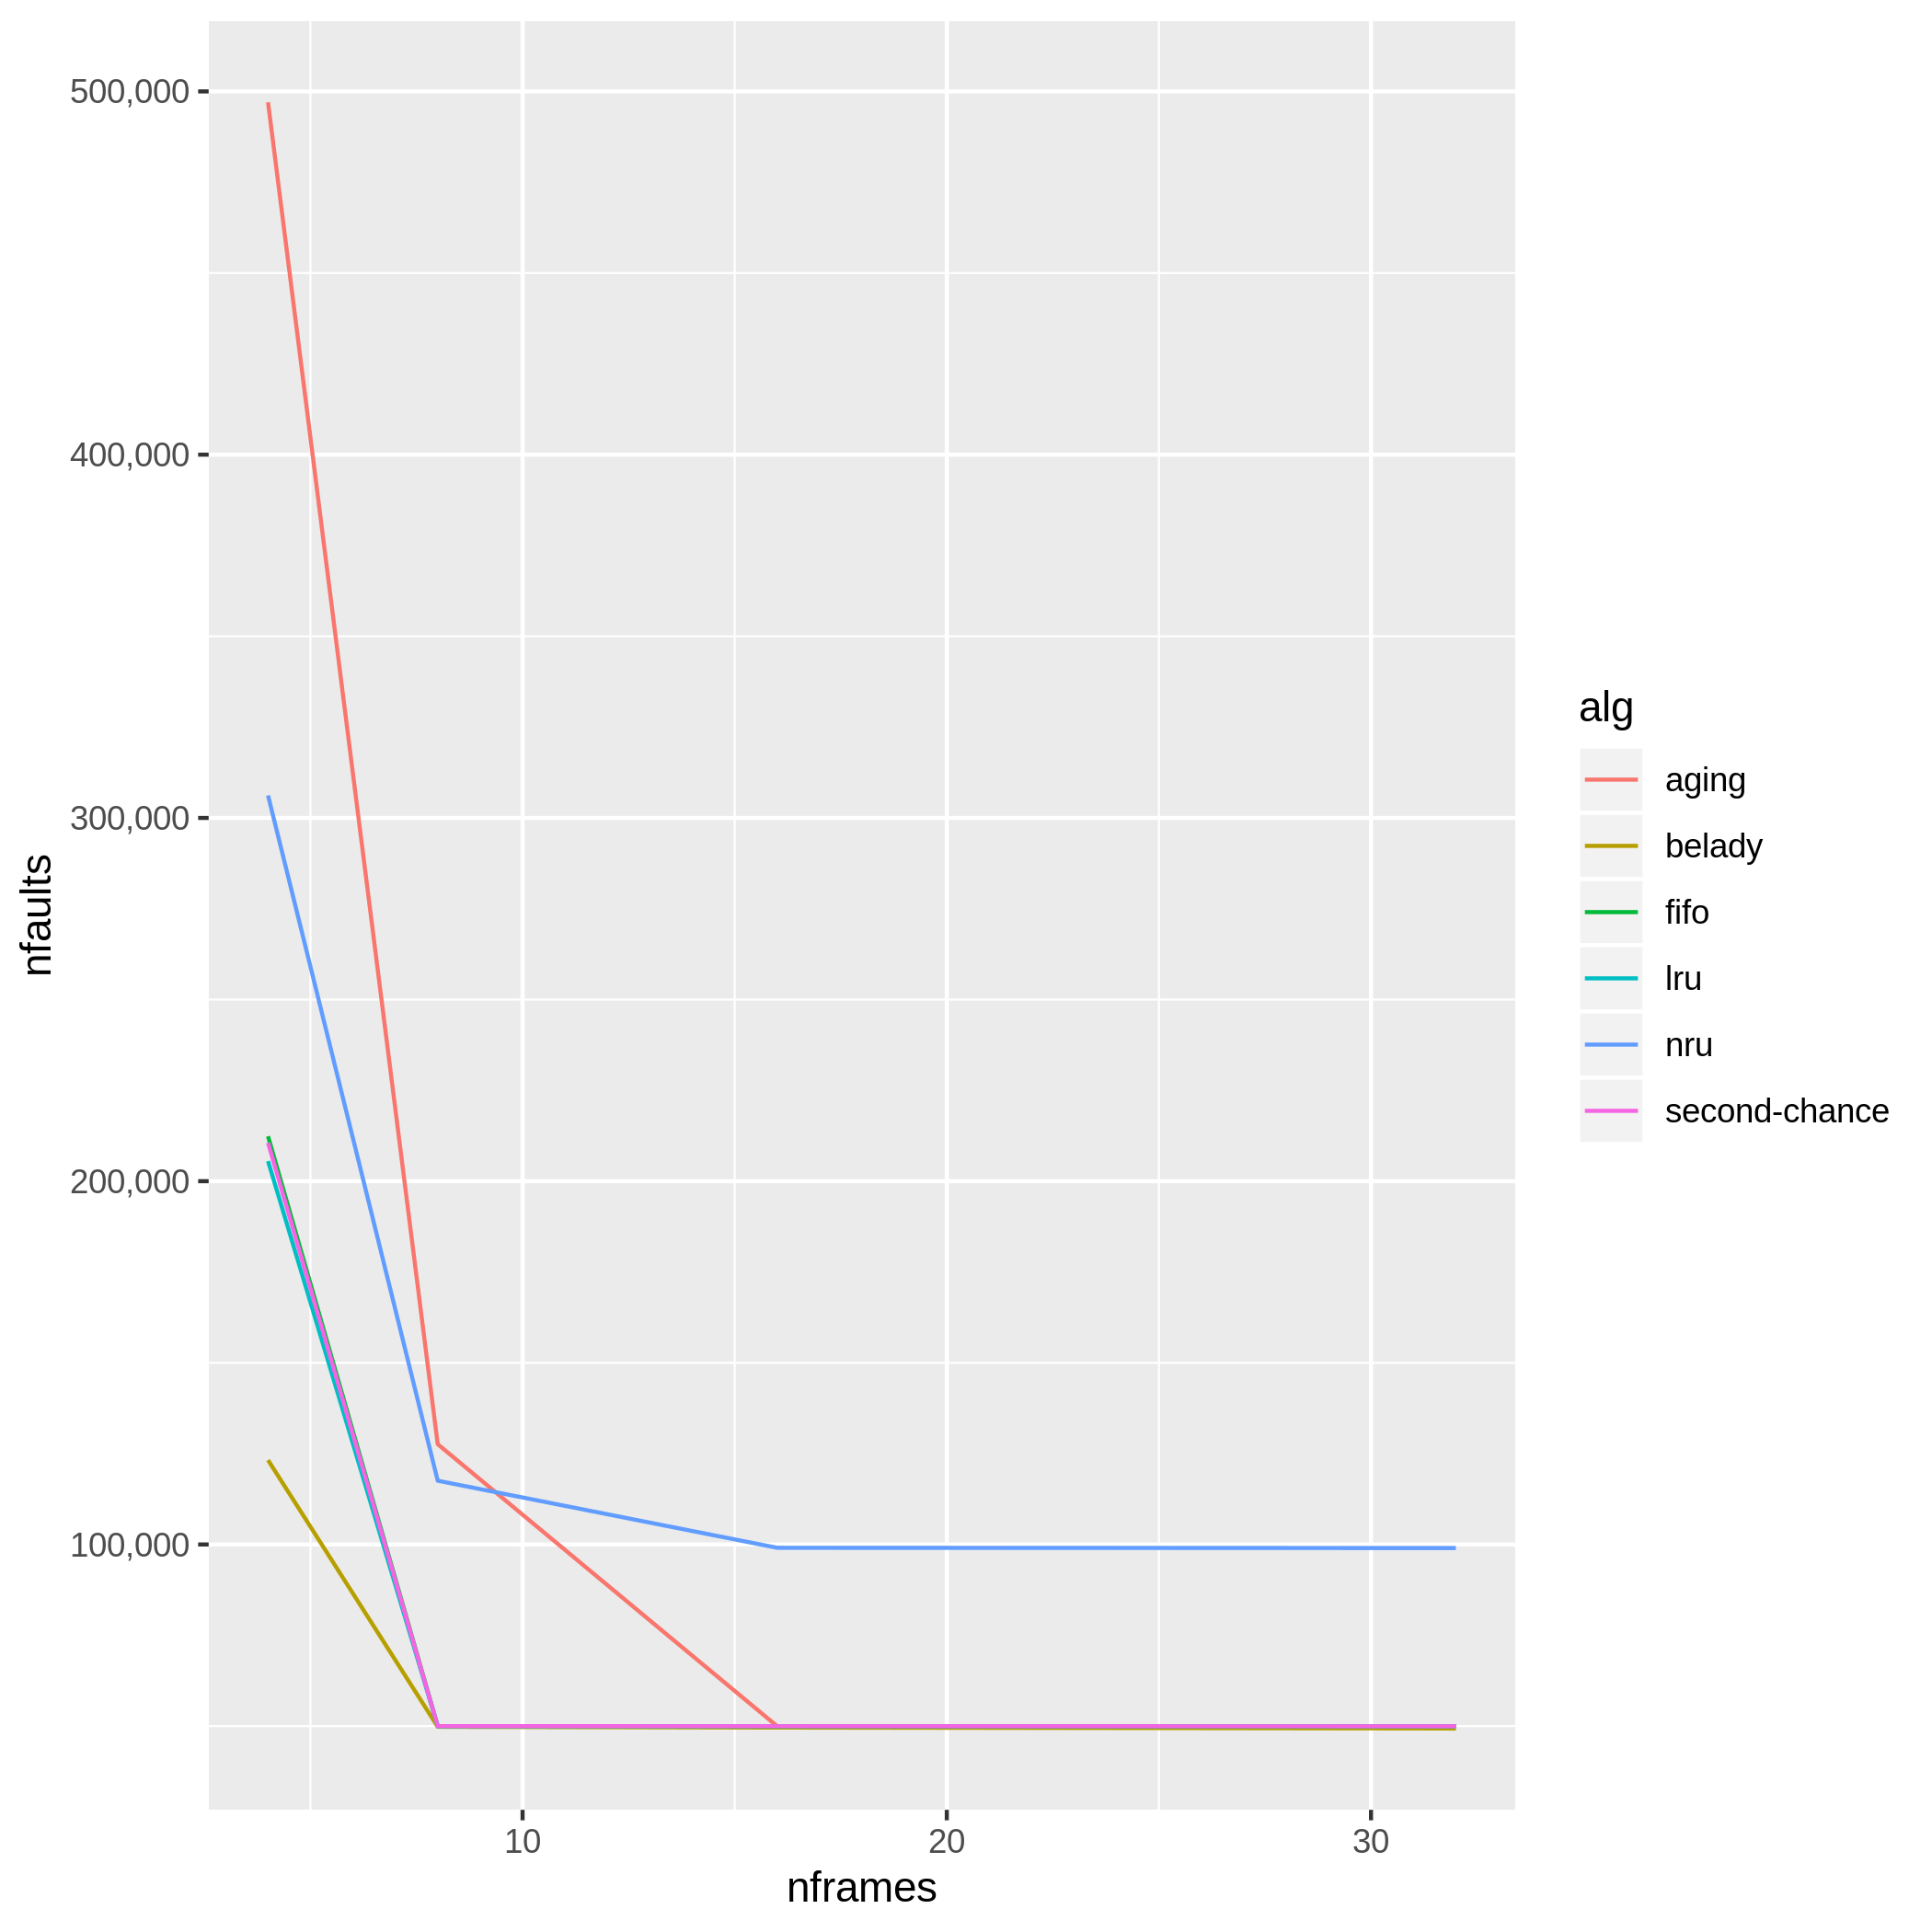 500,000
400,000
300,000
200,000
100,000
nfaults
10
20
30
nframes
alg
aging
belady
fifo
lru
nru
second-chance